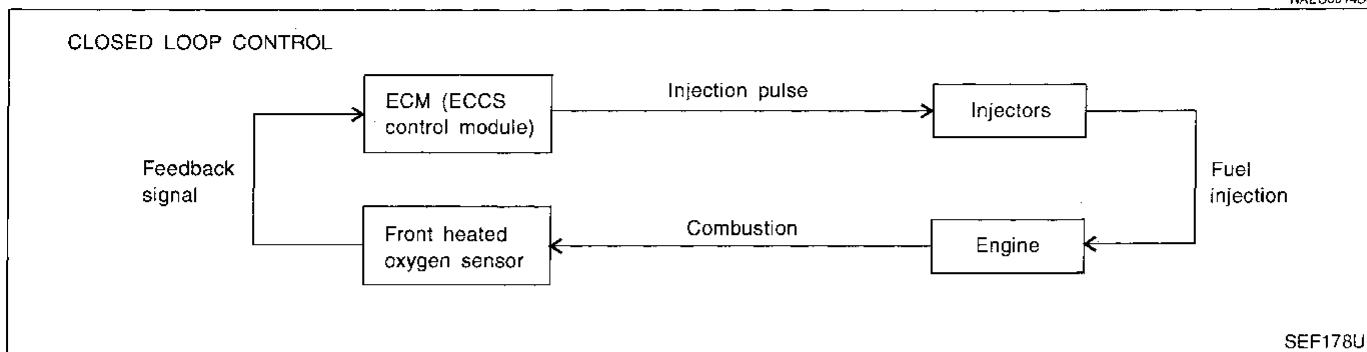 CLOSED LOOP CONTROL
ECM (ECCS
control module)
Injection pulse
Injectors
Feedback
signal
Fuel
injection
Front heated
oxygen sensor
Combustion
Engine
SEF178U